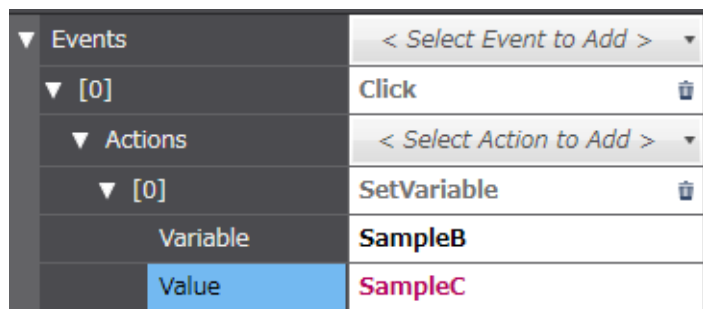 Events < Select Event to Add >
[0] Click
Actions < Select Action to Add >
[0] SetVariable
Variable SampleB
Value SampleC